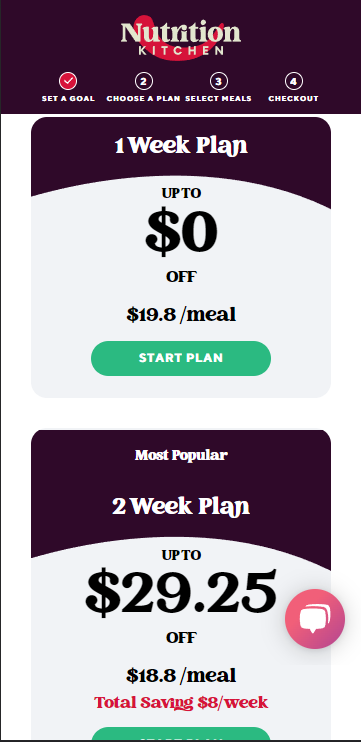 Nutrition
KITCHEN
2 3 4
SET A GOAL CHOOSE A PLAN SELECT MEALS CHECKOUT
1 Week Plan
UP TO
$0
OFF
$19.8 /meal
START PLAN
Most Popular
2 Week Plan
UP TO
$29.25
OFF
$18.8 /meal
Total Saving $8/week